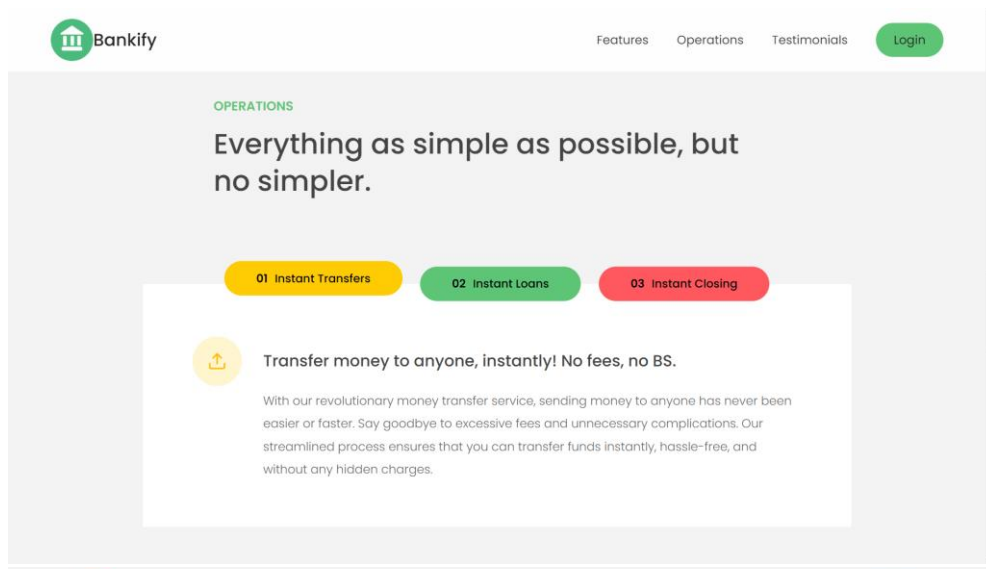 Bankify
Features Operations Testimonials Login
OPERATIONS
Everything as simple as possible, but
no simpler.
01 Instant Transfers
02 Instant Loans
03 Instant Closing
Transfer money to anyone, instantly! No fees, no BS.
With our revolutionary money transfer service, sending money to anyone has never been
easier or faster. Say goodbye to excessive fees and unnecessary complications. Our
streamlined process ensures that you can transfer funds instantly, hassle-free, and
without any hidden charges.